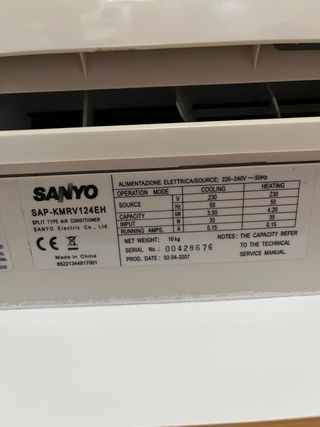 SANYO
SAP-KMRV124EH
SPLIT TYPE AIR CONDITIONER
SANYO Electric Co., Ltd.
CE
Made in China
85221344817001
ALIMENTAZIONE ELETTRICA/SOURCE: 220-240V ~ 50Hz
OPERATION MODE COOLING HEATING
SOURCE V 230 230
Hz 50 50
CAPACITY kW 3.50 4.20
INPUT W 35 35
RUNNING AMPS. A 0.15 0.15
NET WEIGHT: 10kg
SERIAL No.: 00428676
PROD. DATE: 02-04-2007
NOTES: THE CAPACITY REFER
TO THE TECHNICAL
SERVICE MANUAL.